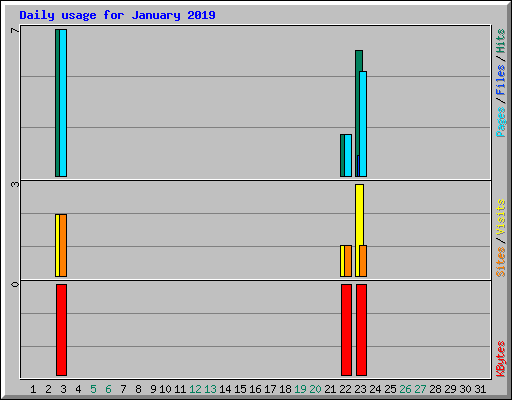 Daily usage for January 2019
7
3
0
Pages / Files / Hits
Sites / Visits
KBytes
1 2 3 4 5 6 7 8 9 10 11 12 13 14 15 16 17 18 19 20 21 22 23 24 25 26 27 28 29 30 31